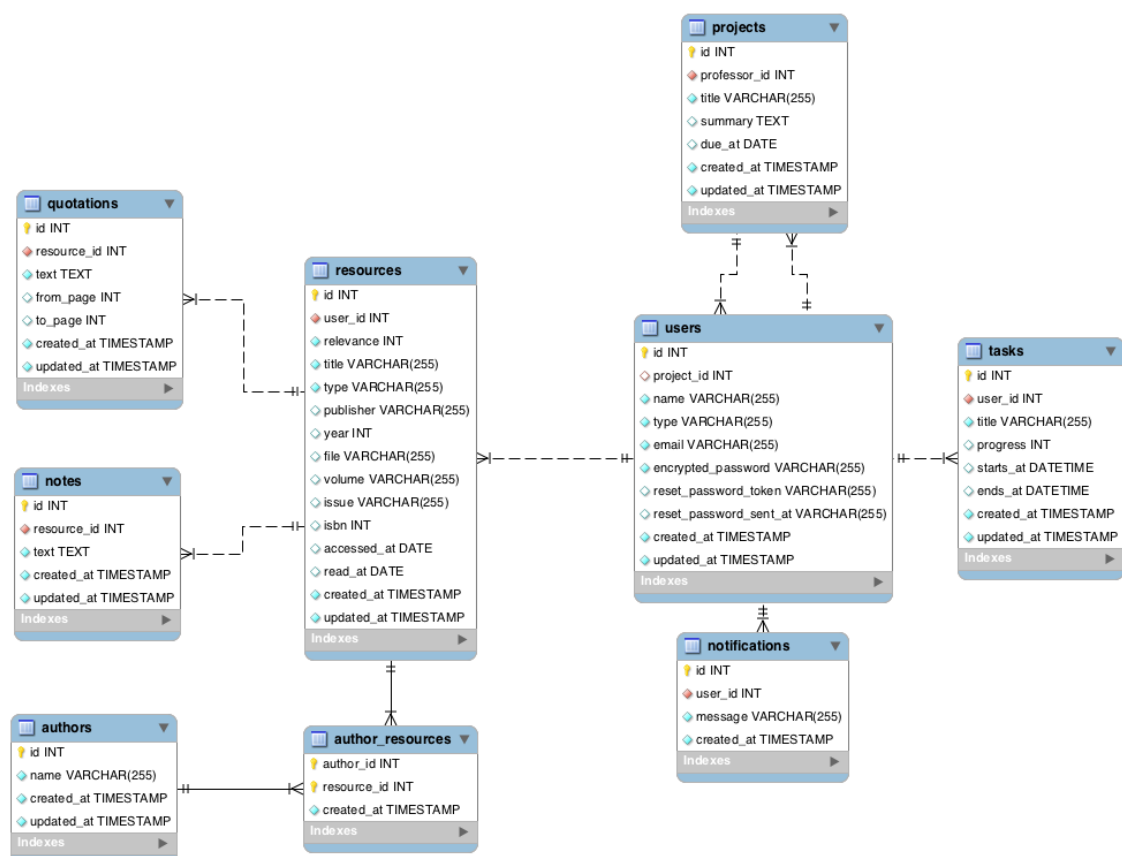 projects
id INT
professor_id INT
title VARCHAR(255)
summary TEXT
due_at DATE
created_at TIMESTAMP
updated_at TIMESTAMP
Indexes
quotations
id INT
resource_id INT
text TEXT
from_page INT
to_page INT
created_at TIMESTAMP
updated_at TIMESTAMP
Indexes
resources
id INT
user_id INT
relevance INT
title VARCHAR(255)
type VARCHAR(255)
publisher VARCHAR(255)
year INT
file VARCHAR(255)
volume VARCHAR(255)
issue VARCHAR(255)
isbn INT
accessed_at DATE
read_at DATE
created_at TIMESTAMP
updated_at TIMESTAMP
Indexes
users
id INT
project_id INT
name VARCHAR(255)
type VARCHAR(255)
email VARCHAR(255)
encrypted_password VARCHAR(255)
reset_password_token VARCHAR(255)
reset_password_sent_at VARCHAR(255)
created_at TIMESTAMP
updated_at TIMESTAMP
Indexes
tasks
id INT
user_id INT
title VARCHAR(255)
progress INT
starts_at DATETIME
ends_at DATETIME
created_at TIMESTAMP
updated_at TIMESTAMP
Indexes
notes
id INT
resource_id INT
text TEXT
created_at TIMESTAMP
updated_at TIMESTAMP
Indexes
notifications
id INT
user_id INT
message VARCHAR(255)
created_at TIMESTAMP
Indexes
authors
id INT
name VARCHAR(255)
created_at TIMESTAMP
updated_at TIMESTAMP
Indexes
author_resources
author_id INT
resource_id INT
created_at TIMESTAMP
Indexes